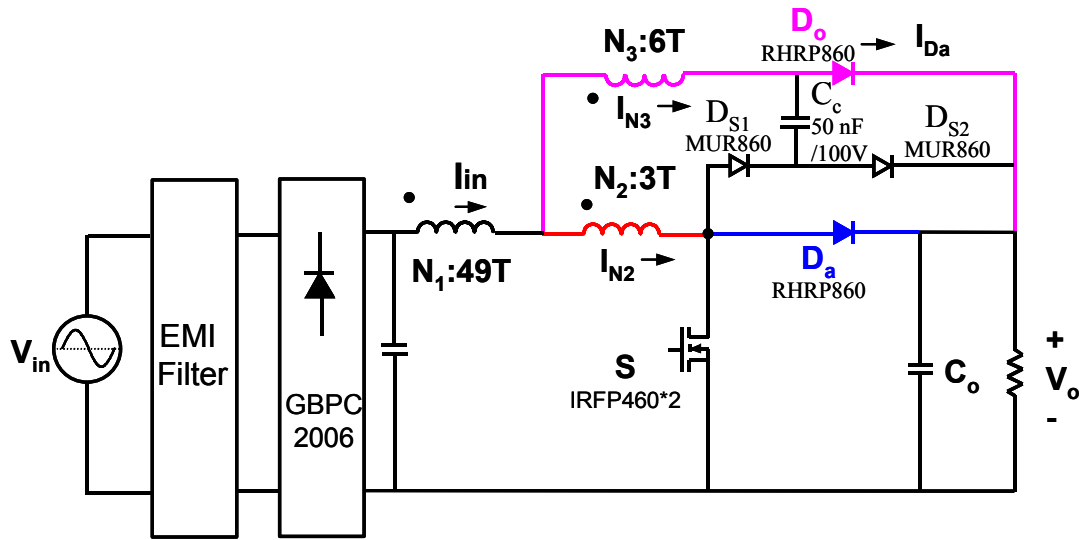 Do
RHRP860
IDa
N3:6T
IN3
Cc
50 nF
/100V
DS1
MUR860
DS2
MUR860
Iin
N2:3T
N1:49T
IN2
Da
RHRP860
Vin
EMI
Filter
GBPC
2006
S
IRFP460*2
Co
+
Vo
-